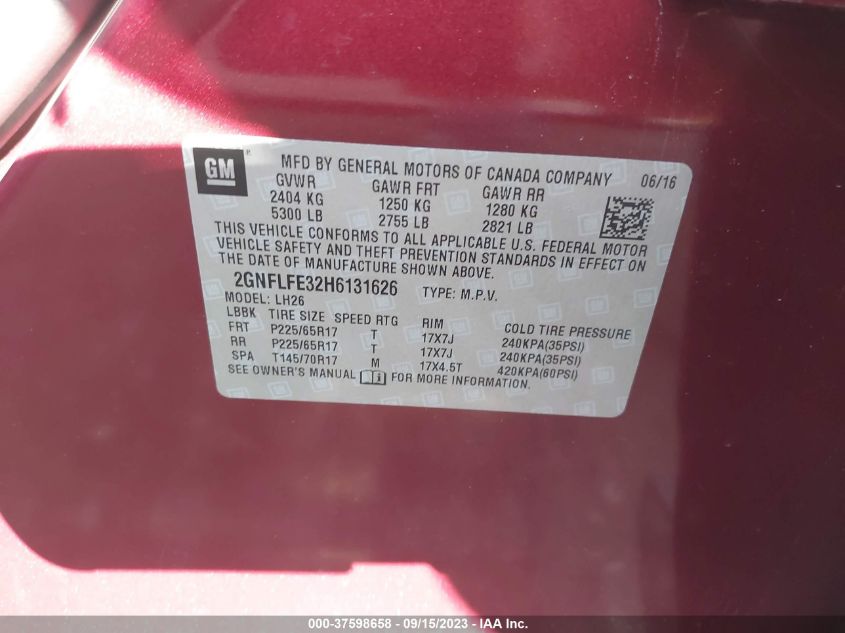 GM
MFD BY GENERAL MOTORS OF CANADA COMPANY 06/16
GVWR GAWR FRT GAWR RR
2404 KG 1250 KG 1280 KG
5300 LB 2755 LB 2821 LB
THIS VEHICLE CONFORMS TO ALL APPLICABLE U.S. FEDERAL MOTOR
VEHICLE SAFETY AND THEFT PREVENTION STANDARDS IN EFFECT ON
THE DATE OF MANUFACTURE SHOWN ABOVE.
2GNFLFE32H6131626 TYPE: M.P.V.
MODEL: LH26
LBBK TIRE SIZE SPEED RTG RIM COLD TIRE PRESSURE
FRT P225/65R17 T 17X7J 240KPA(35PSI)
RR P225/65R17 T 17X7J 240KPA(35PSI)
SPA T145/70R17 M 17X4.5T 420KPA(60PSI)
SEE OWNER'S MANUAL FOR MORE INFORMATION.
000-37598658 - 09/15/2023 - IAA Inc.